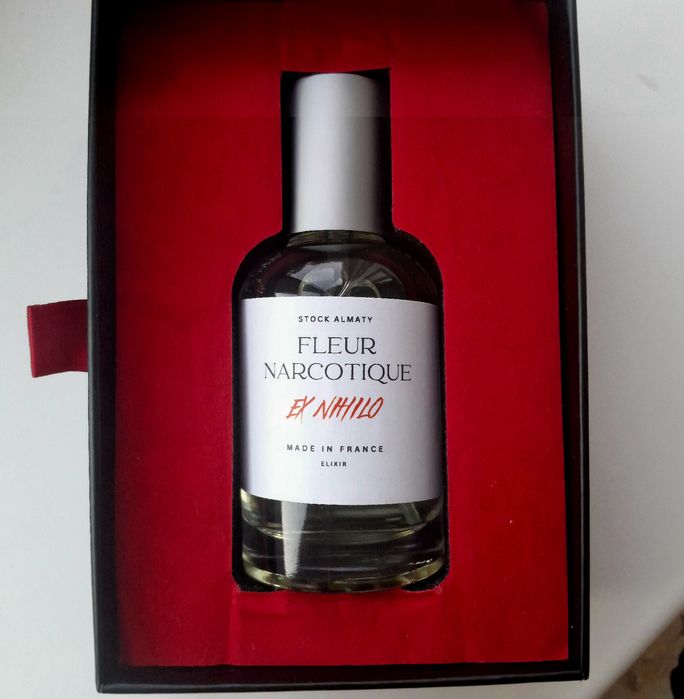 STOCK ALMATY
FLEUR
NARCOTIQUE
EX NIHILO
MADE IN FRANCE
ELIXIR